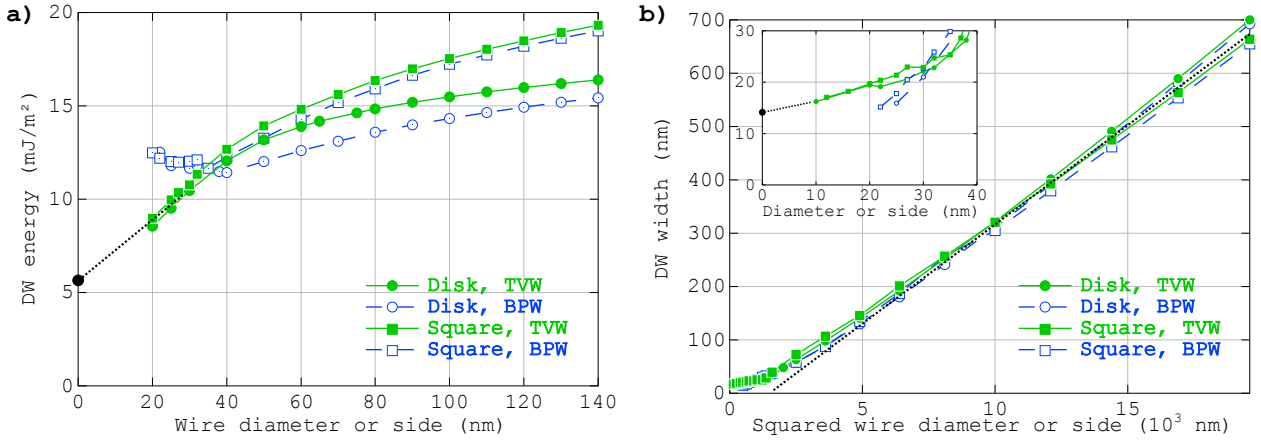 a)
DW energy (mJ/m²)
20
15
10
5
0
0 20 40 60 80 100 120 140
Wire diameter or side (nm)
Disk, TVW
Disk, BPW
Square, TVW
Square, BPW
b)
DW width (nm)
700
600
500
400
300
200
100
0
0 5 10 15
Squared wire diameter or side (10³ nm)
30
20
10
0
0 10 20 30 40
Diameter or side (nm)
Disk, TVW
Disk, BPW
Square, TVW
Square, BPW